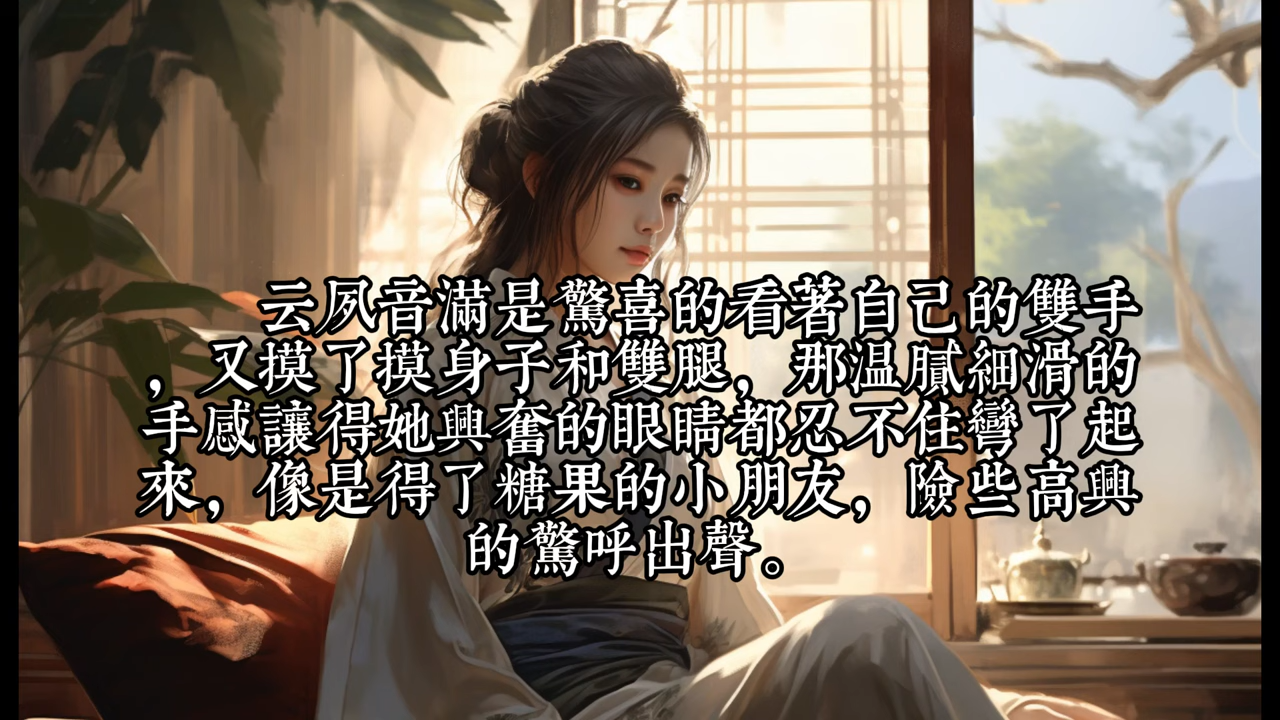 云夙音滿是驚喜的看著自己的雙手
，又摸了摸身子和雙腿，那温膩細滑的
手感讓得她興奮的眼睛都忍不住彎了起
來，像是得了糖果的小朋友，險些高興
的驚呼出聲。